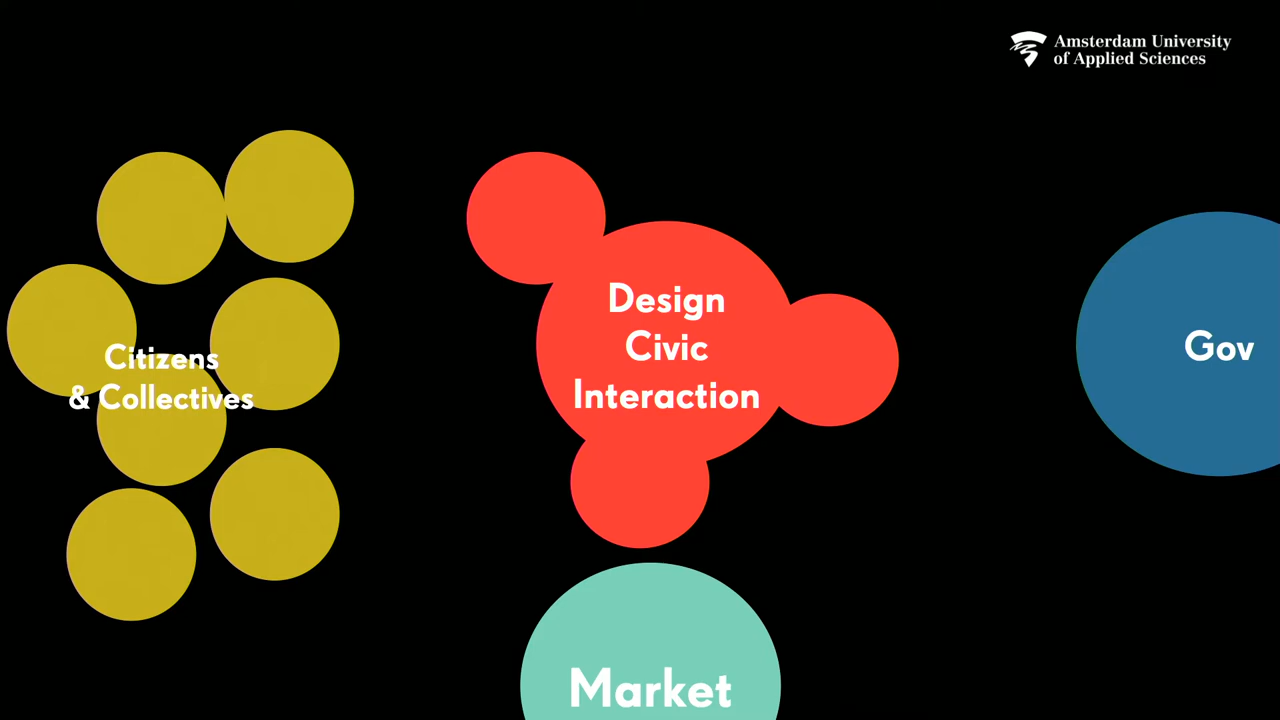 Amsterdam University
of Applied Sciences
Design
Civic
Interaction
Citizens
& Collectives
Gov
Market